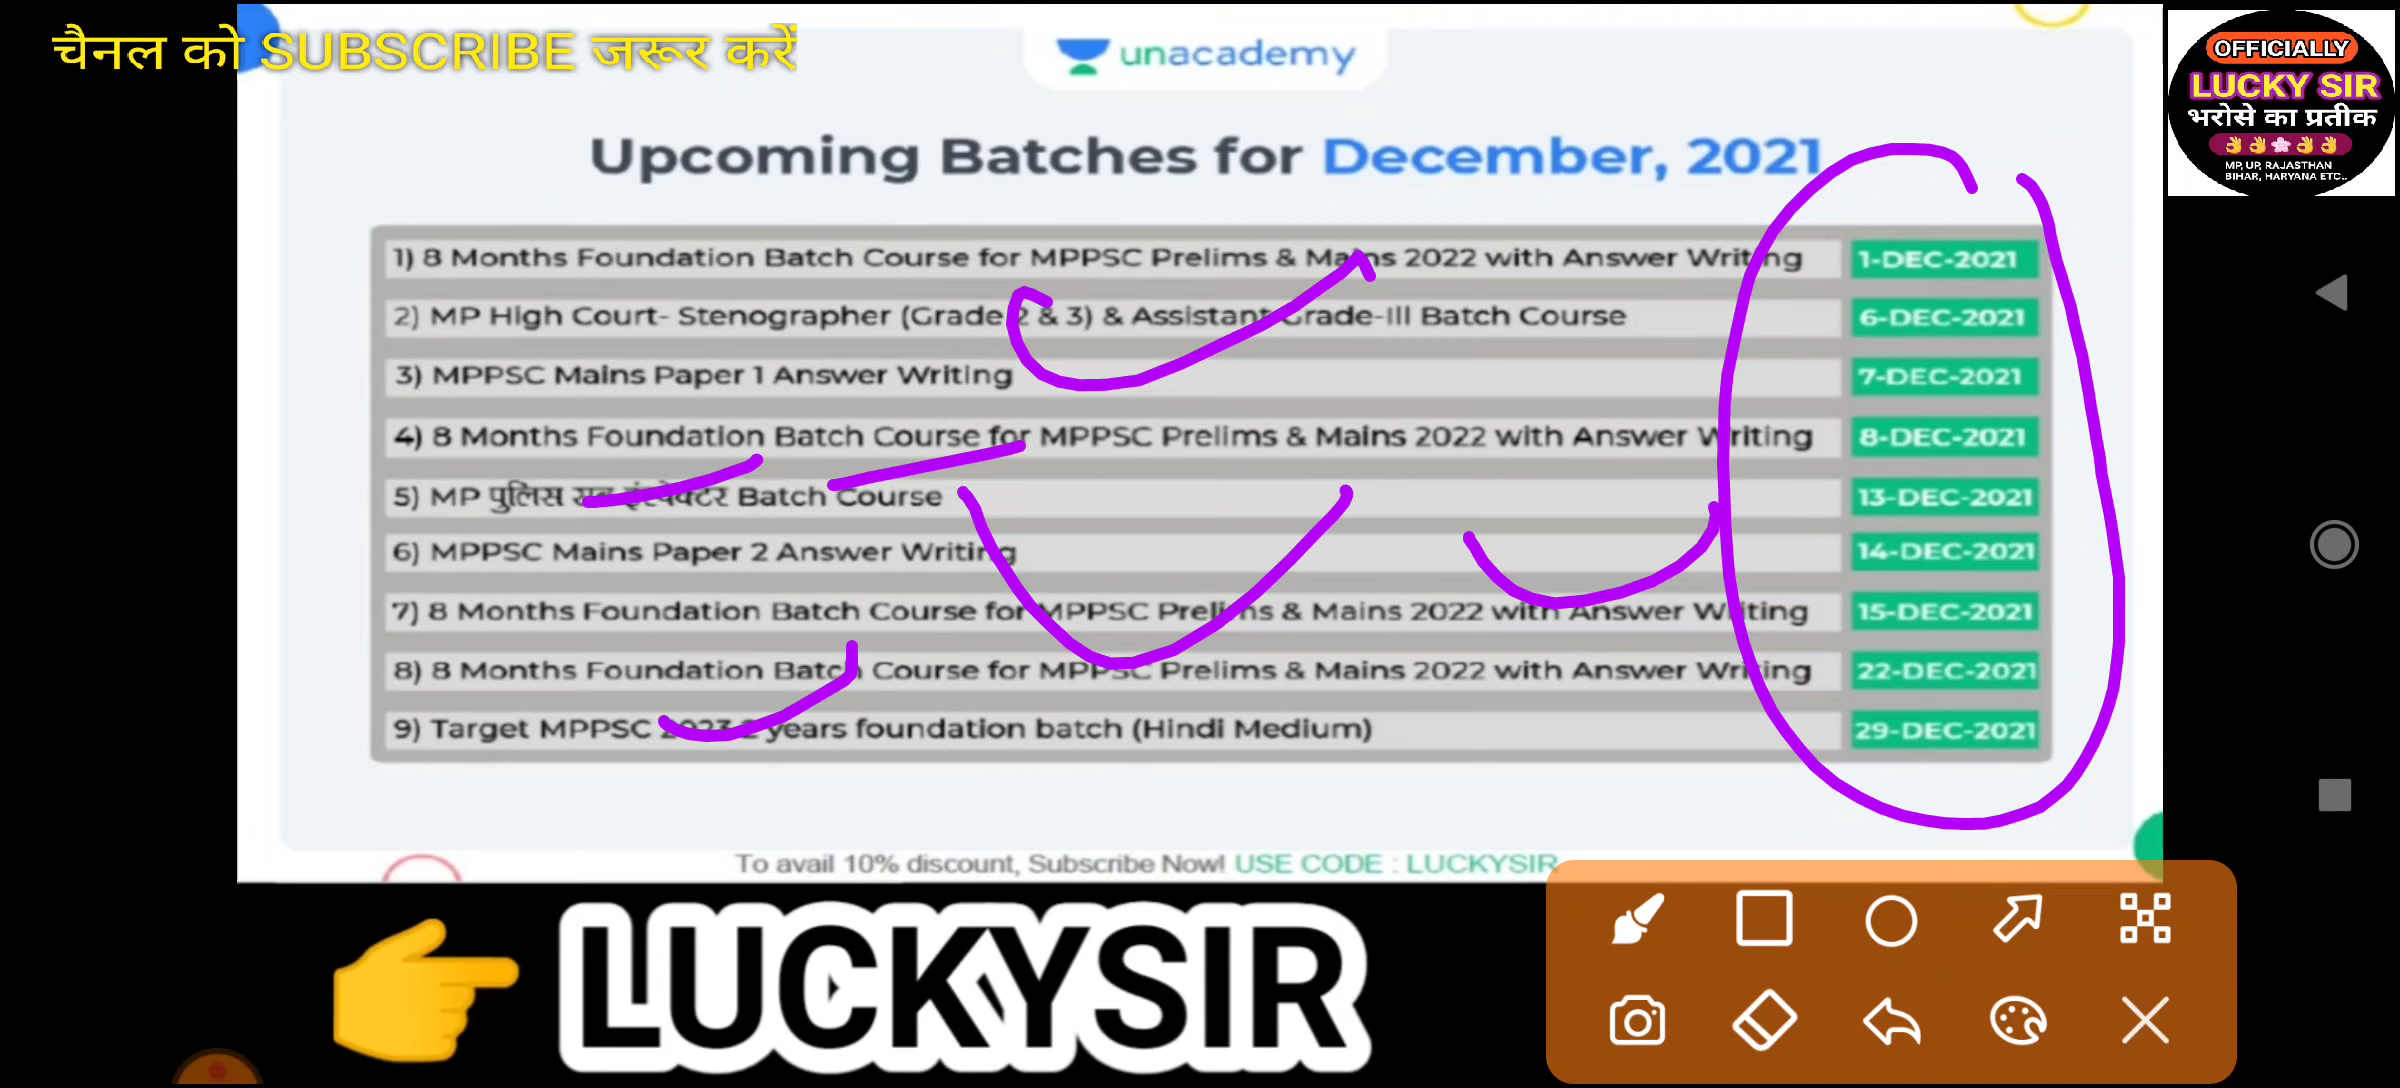 चैनल को SUBSCRIBE जरूर करें
unacademy
OFFICIALLY
LUCKY SIR
भरोसे का प्रतीक
MP, UP, RAJASTHAN
BIHAR, HARYANA ETC..
Upcoming Batches for December, 2021
1) 8 Months Foundation Batch Course for MPPSC Prelims & Mains 2022 with Answer Writing 1-DEC-2021
2) MP High Court- Stenographer (Grade 2 & 3) & Assistant Grade-III Batch Course 6-DEC-2021
3) MPPSC Mains Paper 1 Answer Writing 7-DEC-2021
4) 8 Months Foundation Batch Course for MPPSC Prelims & Mains 2022 with Answer Writing 8-DEC-2021
5) MP पुलिस सब इंस्पेक्टर Batch Course 13-DEC-2021
6) MPPSC Mains Paper 2 Answer Writing 14-DEC-2021
7) 8 Months Foundation Batch Course for MPPSC Prelims & Mains 2022 with Answer Writing 15-DEC-2021
8) 8 Months Foundation Batch Course for MPPSC Prelims & Mains 2022 with Answer Writing 22-DEC-2021
9) Target MPPSC 2023 2 years foundation batch (Hindi Medium) 29-DEC-2021
To avail 10% discount, Subscribe Now! USE CODE : LUCKYSIR
LUCKYSIR